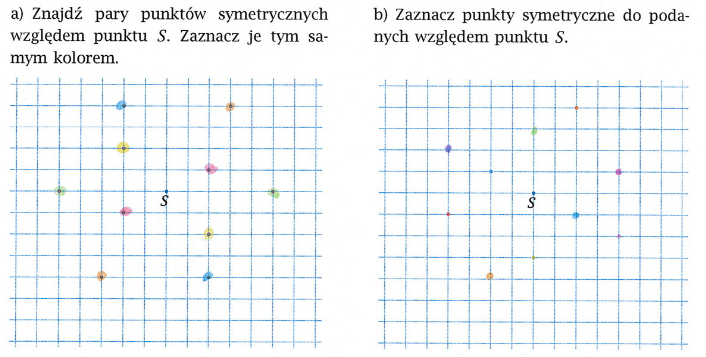 a) Znajdź pary punktów symetrycznych
względem punktu S. Zaznacz je tym sa-
mym kolorem.
S
b) Zaznacz punkty symetryczne do poda-
nych względem punktu S.
S